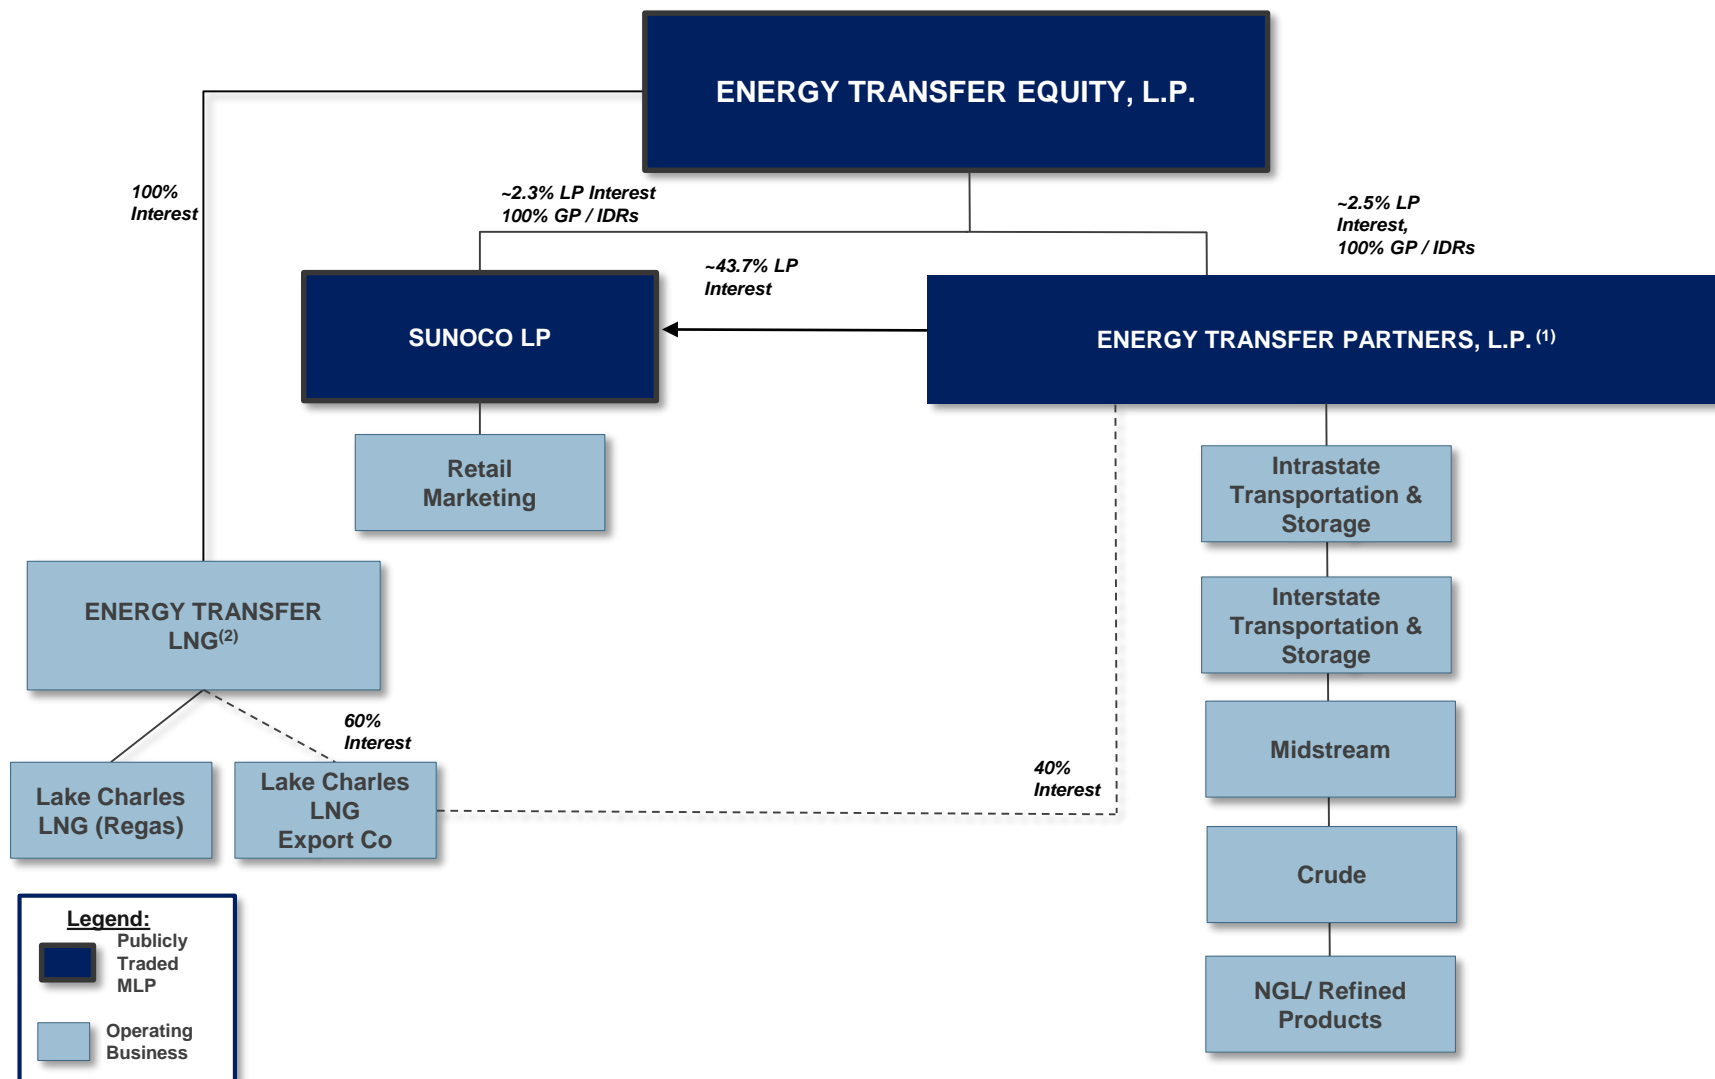 ENERGY TRANSFER EQUITY, L.P.
100%
Interest
~2.3% LP Interest
100% GP / IDRs
~2.5% LP
Interest,
100% GP / IDRs
~43.7% LP
Interest
SUNOCO LP
ENERGY TRANSFER PARTNERS, L.P. (1)
Retail
Marketing
Intrastate
Transportation &
Storage
ENERGY TRANSFER
LNG(2)
Interstate
Transportation &
Storage
60%
Interest
Midstream
40%
Interest
Lake Charles
LNG (Regas)
Lake Charles
LNG
Export Co
Crude
Legend:
Publicly
Traded
MLP
Operating
Business
NGL/ Refined
Products